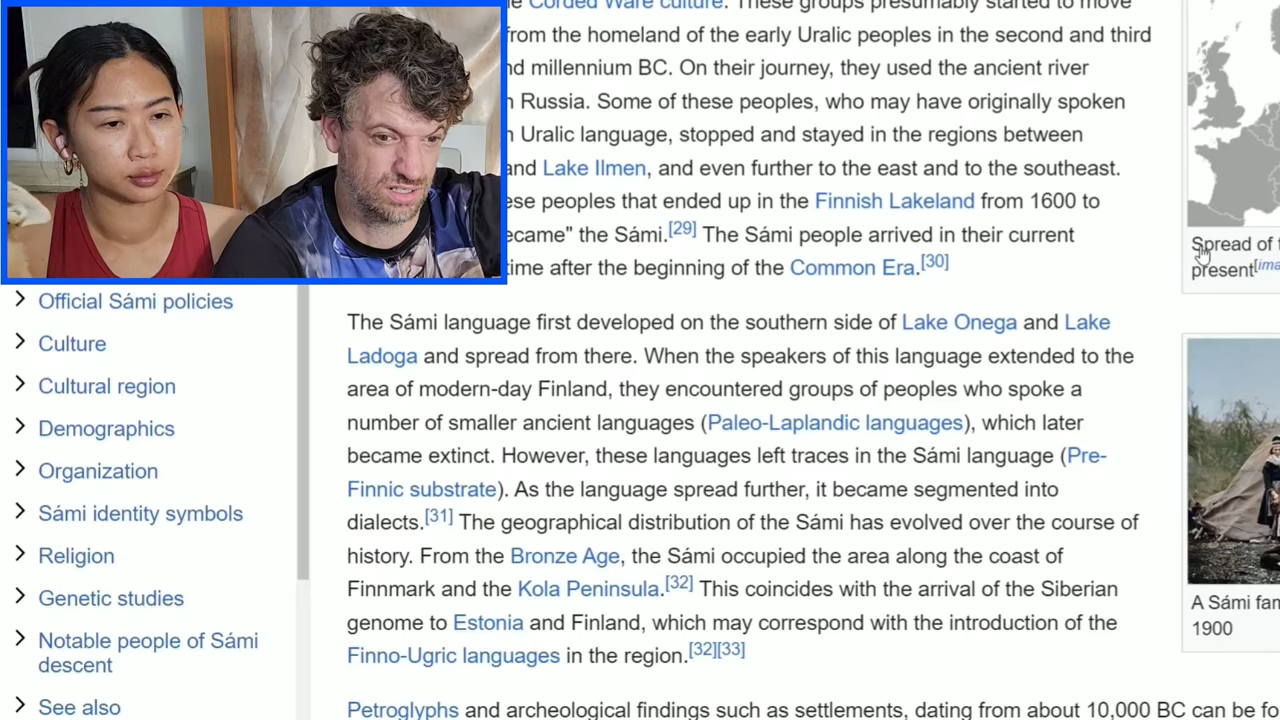 Corded Ware culture. These groups presumably started to move
from the homeland of the early Uralic peoples in the second and third
millennium BC. On their journey, they used the ancient river
Russia. Some of these peoples, who may have originally spoken
Uralic language, stopped and stayed in the regions between
and Lake Ilmen, and even further to the east and to the southeast.
peoples that ended up in the Finnish Lakeland from 1600 to
the Sámi.[29] The Sámi people arrived in their current
time after the beginning of the Common Era.[30]
The Sámi language first developed on the southern side of Lake Onega and Lake
Ladoga and spread from there. When the speakers of this language extended to the
area of modern-day Finland, they encountered groups of peoples who spoke a
number of smaller ancient languages (Paleo-Laplandic languages), which later
became extinct. However, these languages left traces in the Sámi language (Pre-
Finnic substrate). As the language spread further, it became segmented into
dialects.[31] The geographical distribution of the Sámi has evolved over the course of
history. From the Bronze Age, the Sámi occupied the area along the coast of
Finnmark and the Kola Peninsula.[32] This coincides with the arrival of the Siberian
genome to Estonia and Finland, which may correspond with the introduction of the
Finno-Ugric languages in the region.[32][33]
Petroglyphs and archeological findings such as settlements, dating from about 10,000 BC can be
Official Sámi policies
Culture
Cultural region
Demographics
Organization
Sámi identity symbols
Religion
Genetic studies
Notable people of Sámi
descent
See also
Spread of
present
A Sámi
1900